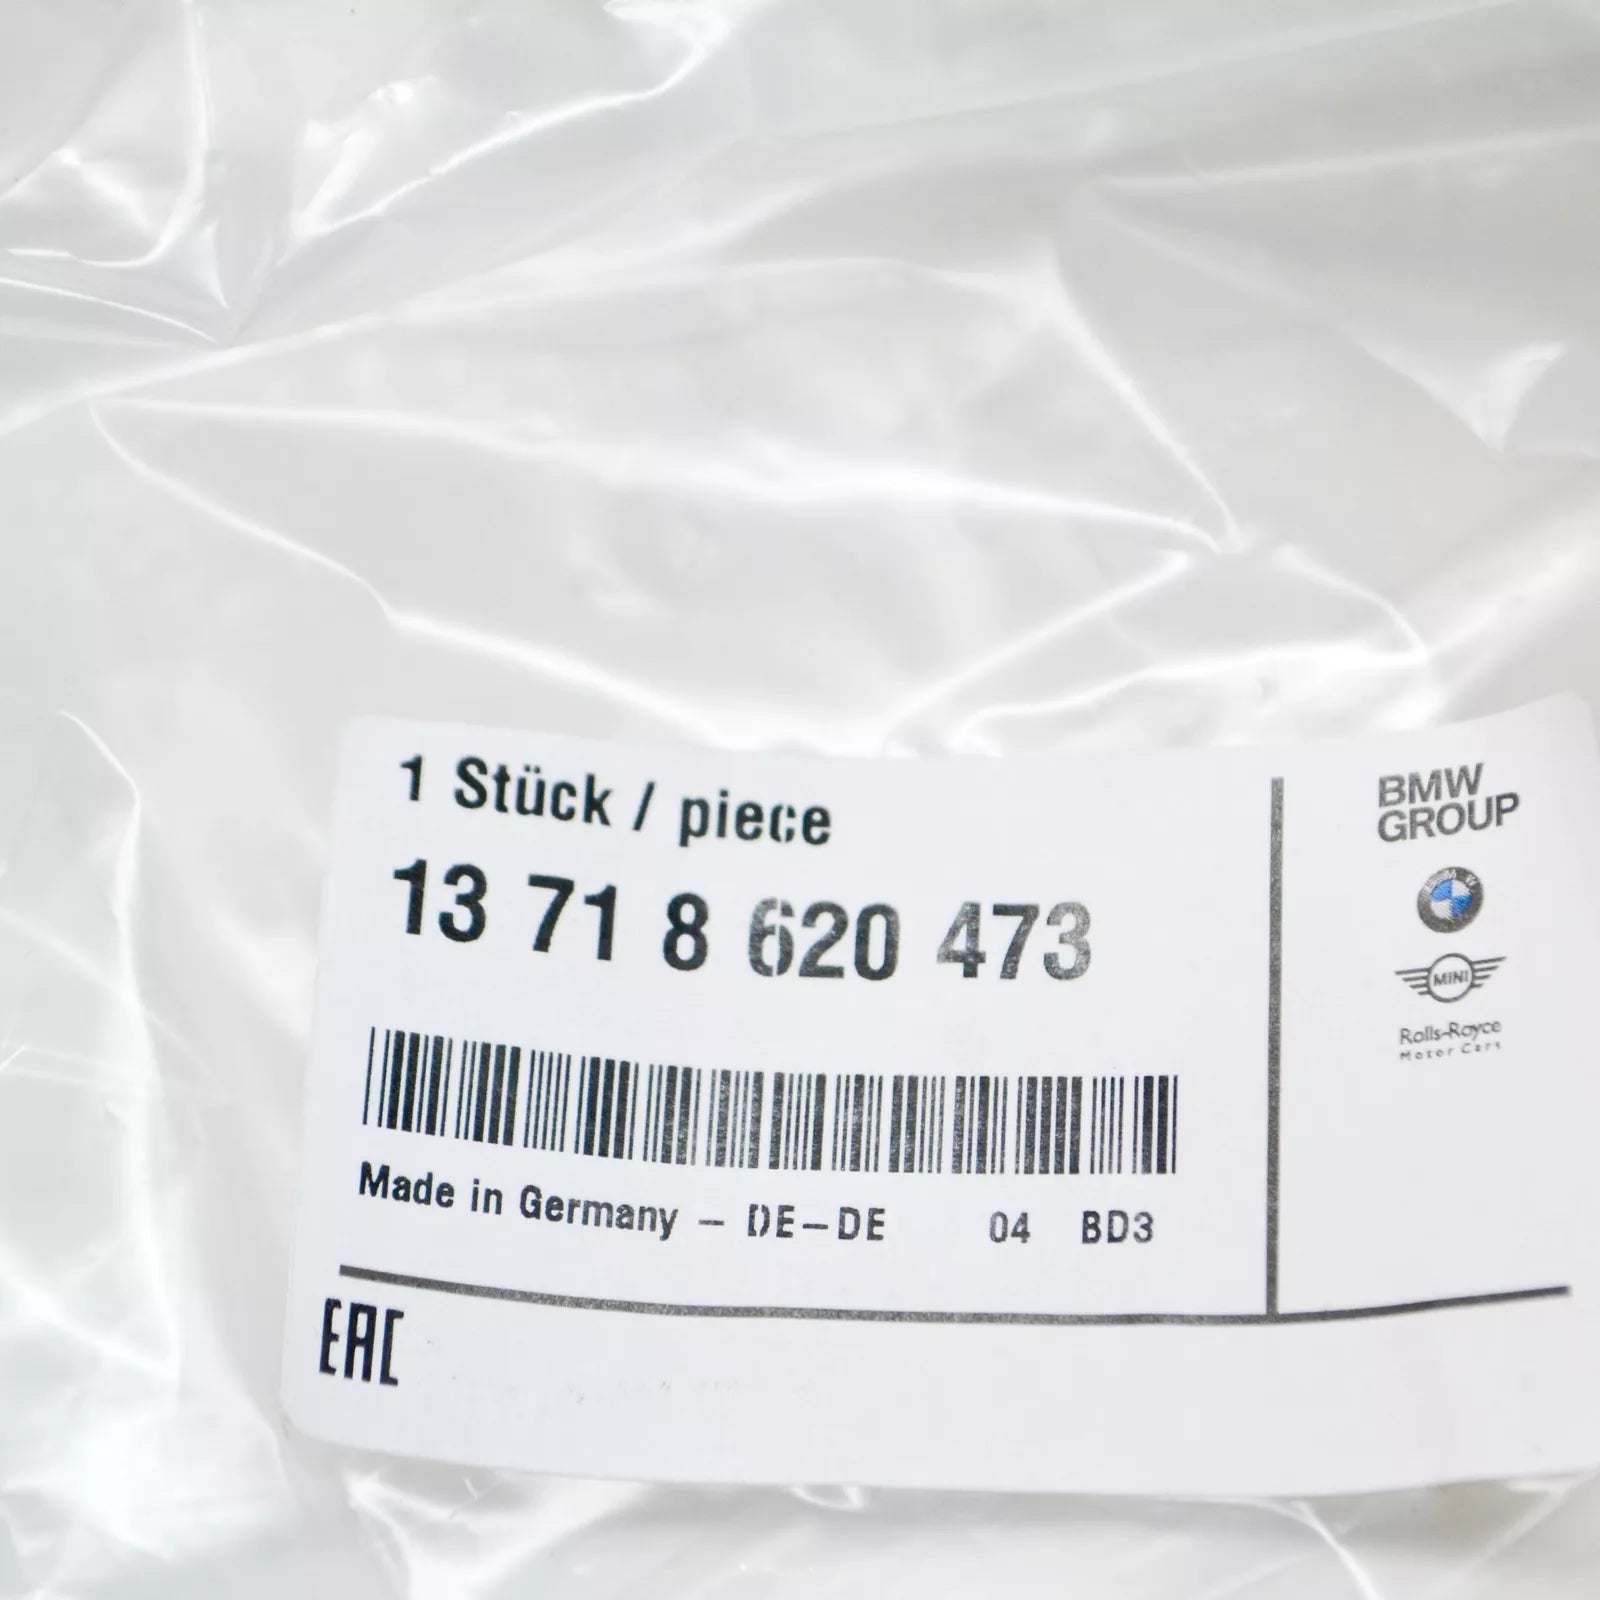 1 Stück / piece
13 71 8 620 473
Made in Germany – DE–DE 04 BD3
EAC
BMW
GROUP
BMW
MINI
Rolls-Royce
Motor Cars